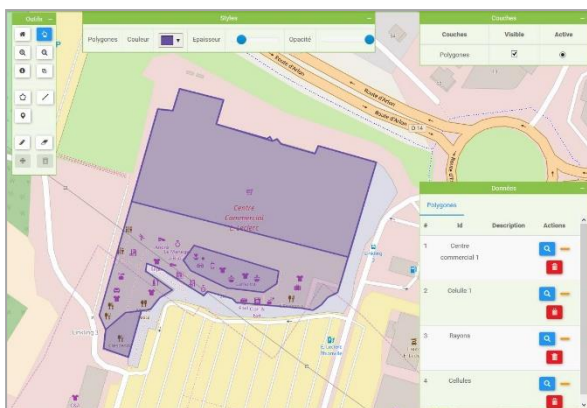 Outils
Styles
Polygones Couleur Epaisseur Opacité
Couches
Couches Visible Active
Polygones
Route d'Arlon
Route d'Arlon
D 14
Centre
Commercial
E. Leclerc
E. Leclerc
Données
Polygones
# Id Description Actions
1 Centre
commercial 1
2 Cellule 1
3 Rayons
4 Cellules